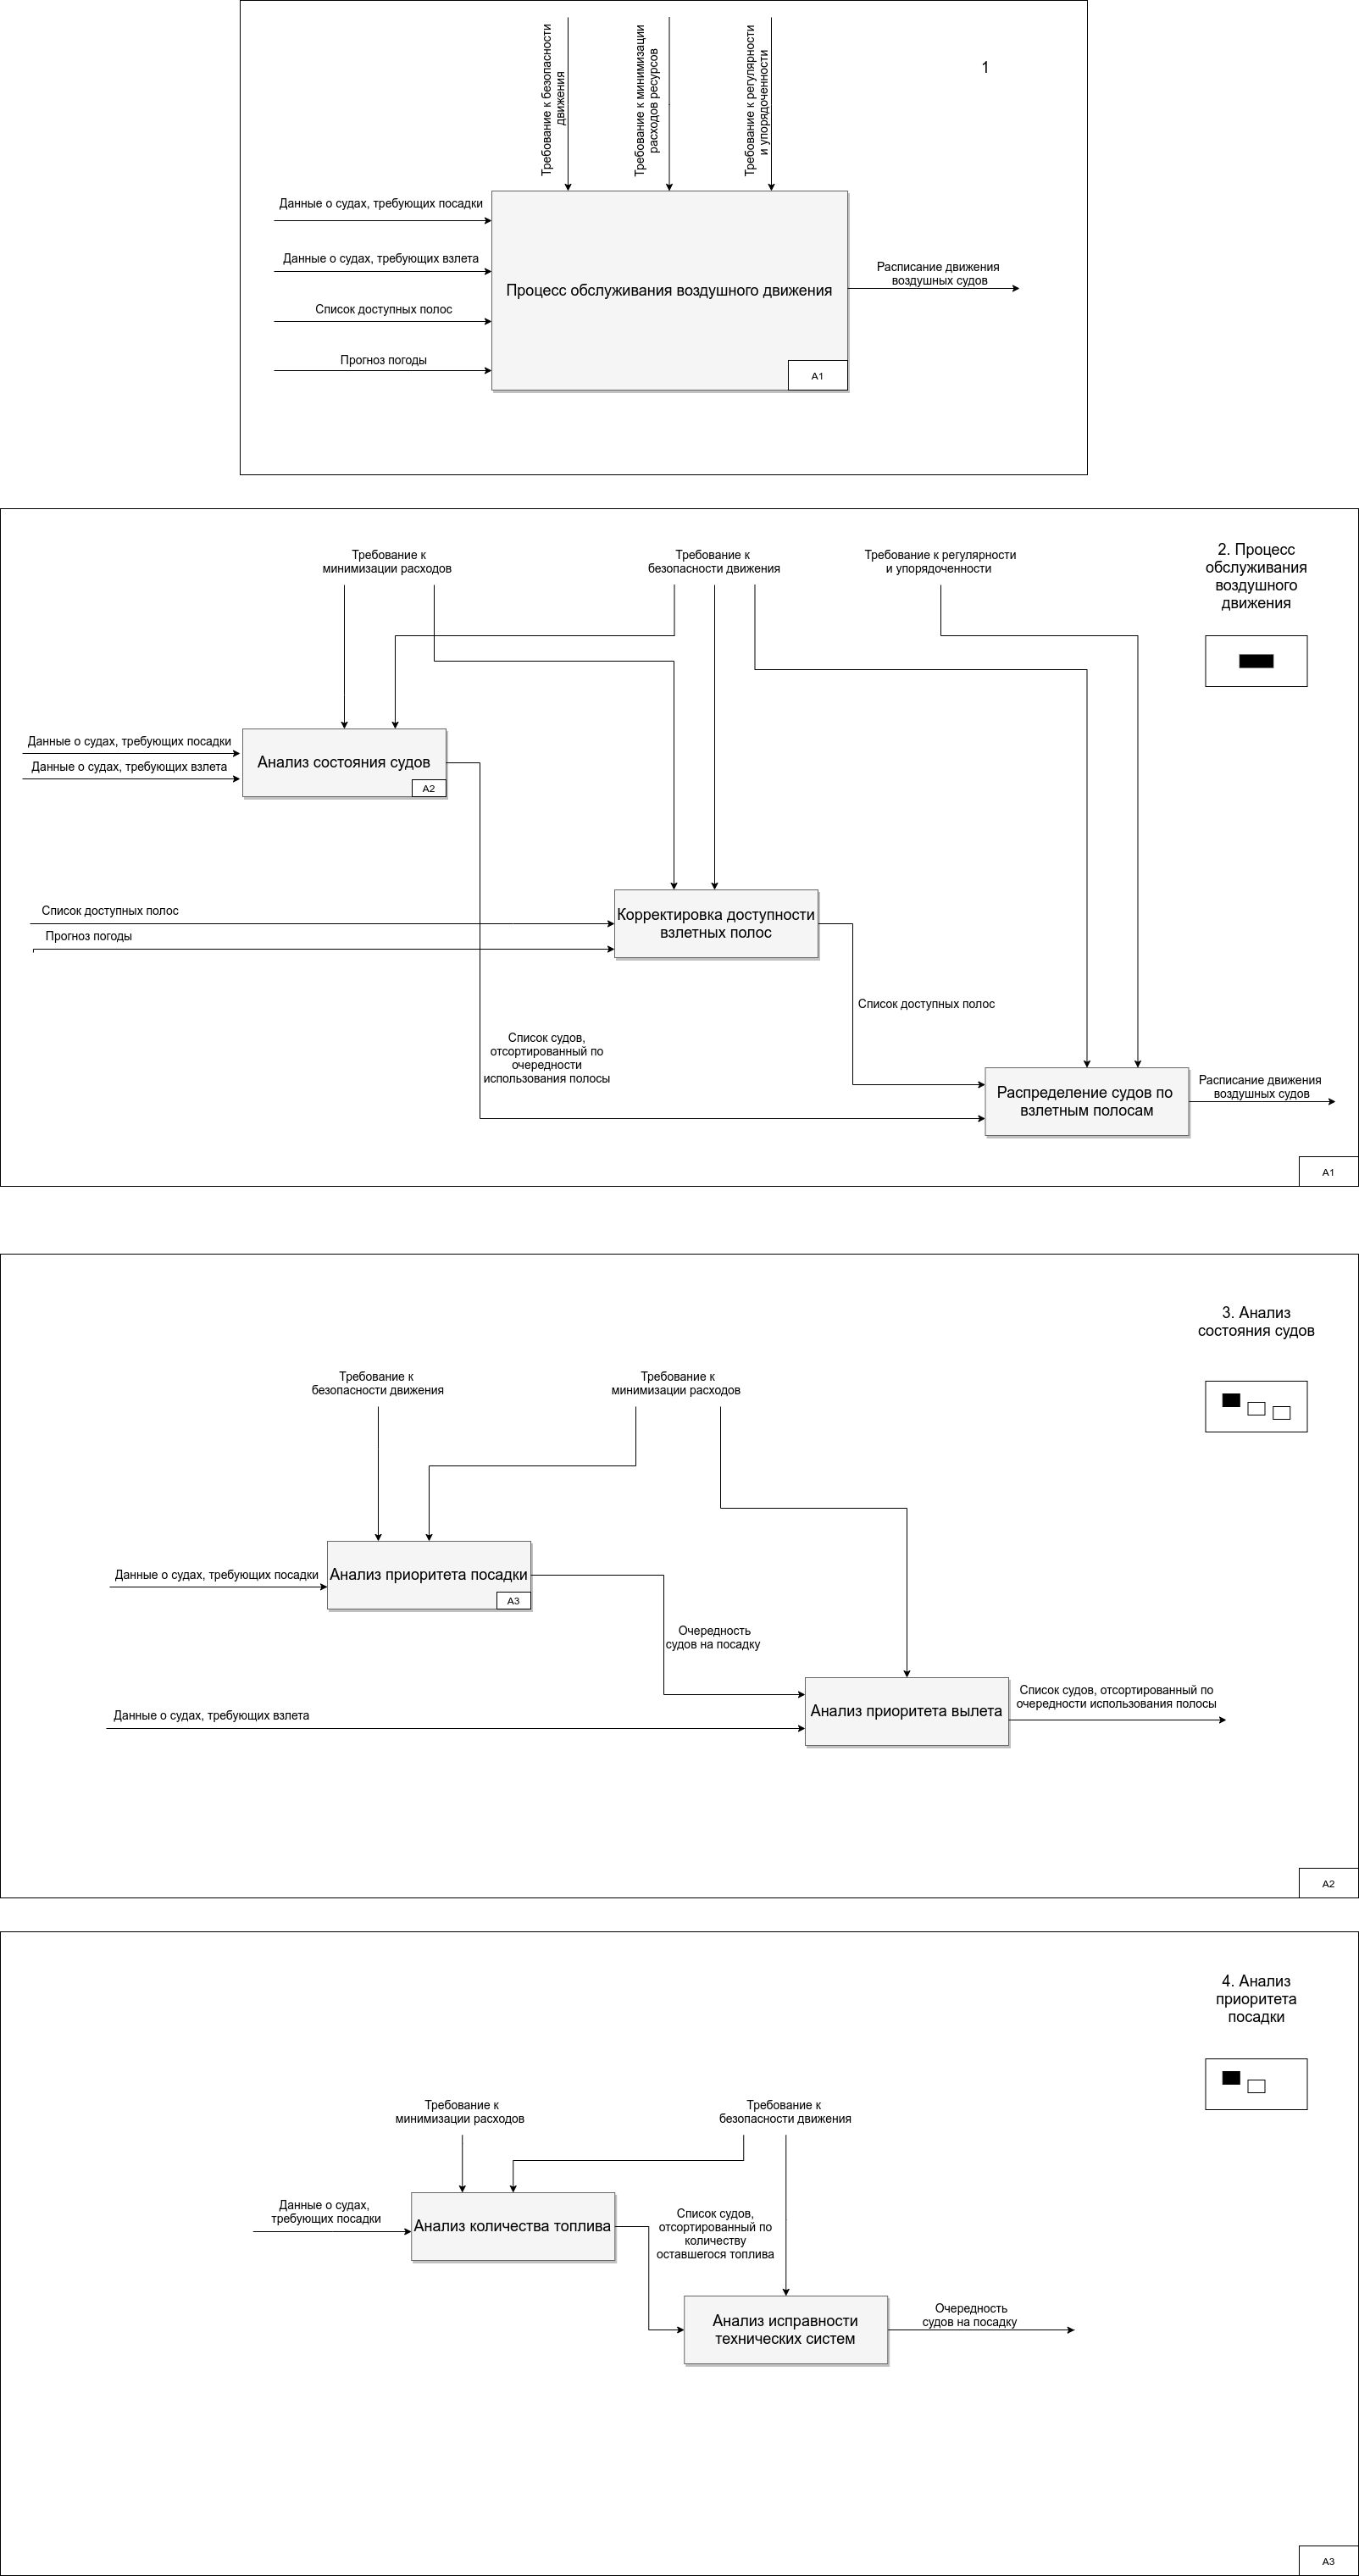 Требование к безопасности
движения
Требование к минимизации
расходов ресурсов
Требование к регулярности
и упорядоченности
1
Данные о судах, требующих посадки
Данные о судах, требующих взлета
Список доступных полос
Прогноз погоды
Процесс обслуживания воздушного движения
A1
Расписание движения
воздушных судов
2. Процесс
обслуживания
воздушного
движения
Требование к
минимизации расходов
Требование к
безопасности движения
Требование к регулярности
и упорядоченности
Данные о судах, требующих посадки
Данные о судах, требующих взлета
Анализ состояния судов
A2
Список доступных полос
Прогноз погоды
Корректировка доступности
взлетных полос
Список доступных полос
Список судов,
отсортированный по
очередности
использования полосы
Распределение судов по
взлетным полосам
Расписание движения
воздушных судов
A1
3. Анализ
состояния судов
Требование к
безопасности движения
Требование к
минимизации расходов
Данные о судах, требующих посадки
Анализ приоритета посадки
A3
Очередность
судов на посадку
Данные о судах, требующих взлета
Анализ приоритета вылета
Список судов, отсортированный по
очередности использования полосы
A2
4. Анализ
приоритета
посадки
Требование к
минимизации расходов
Требование к
безопасности движения
Данные о судах,
требующих посадки
Анализ количества топлива
Список судов,
отсортированный по
количеству
оставшегося топлива
Анализ исправности
технических систем
Очередность
судов на посадку
A3